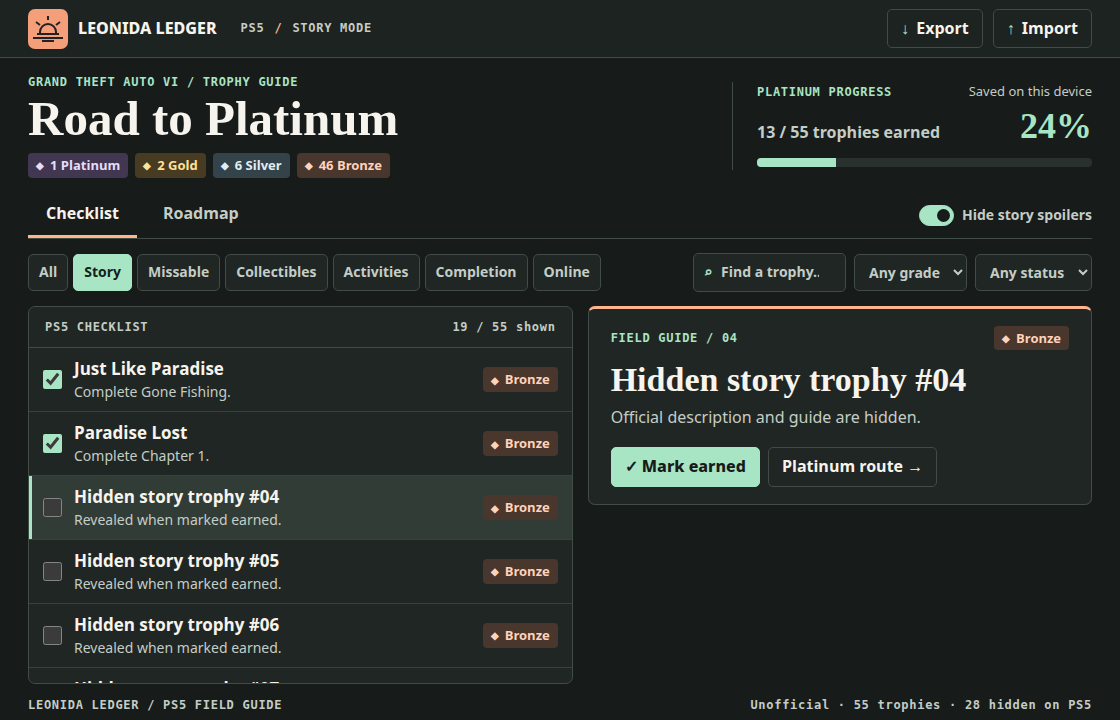 LEONIDA LEDGER PS5 / STORY MODE ↓ Export ↑ Import
GRAND THEFT AUTO VI / TROPHY GUIDE
Road to Platinum
◆ 1 Platinum ◆ 2 Gold ◆ 6 Silver ◆ 46 Bronze
PLATINUM PROGRESS Saved on this device
13 / 55 trophies earned 24%
Checklist Roadmap Hide story spoilers
All Story Missable Collectibles Activities Completion Online Find a trophy.. Any grade Any status
PS5 CHECKLIST 19 / 55 shown
Just Like Paradise
Complete Gone Fishing.
◆ Bronze
Paradise Lost
Complete Chapter 1.
◆ Bronze
Hidden story trophy #04
Revealed when marked earned.
◆ Bronze
Hidden story trophy #05
Revealed when marked earned.
◆ Bronze
Hidden story trophy #06
Revealed when marked earned.
◆ Bronze
FIELD GUIDE / 04 ◆ Bronze
Hidden story trophy #04
Official description and guide are hidden.
✓ Mark earned Platinum route →
LEONIDA LEDGER / PS5 FIELD GUIDE Unofficial · 55 trophies · 28 hidden on PS5